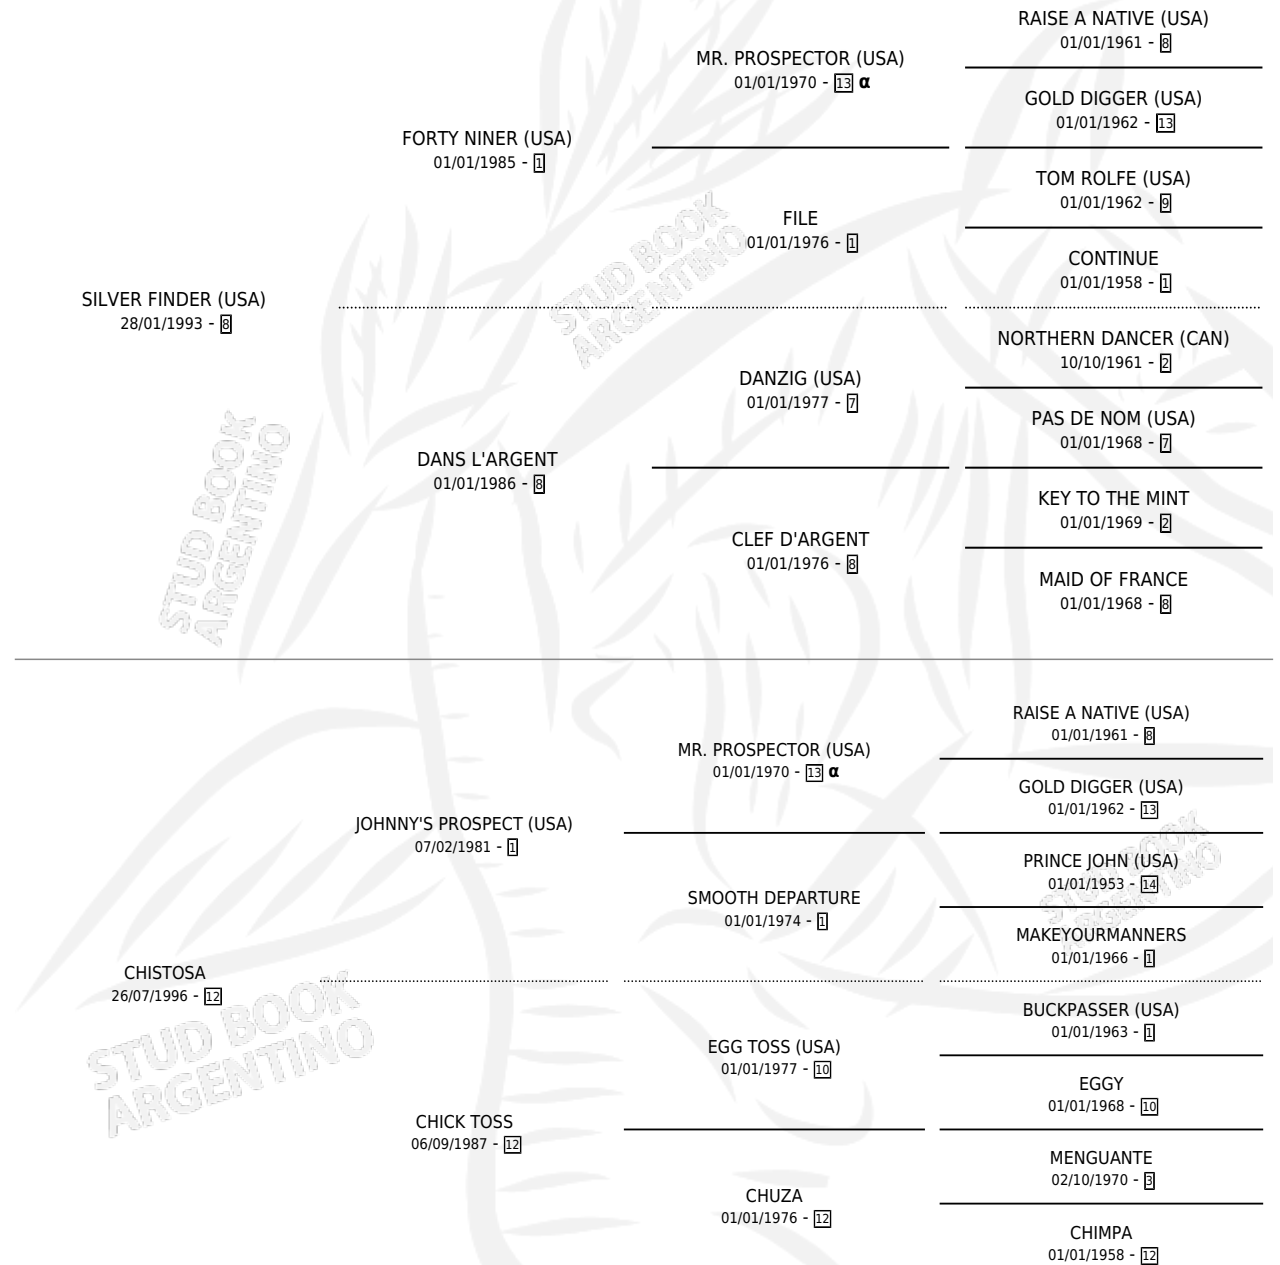 RAISE A NATIVE (USA)
01/01/1961 - 8
MR. PROSPECTOR (USA)
01/01/1970 - 13 α
GOLD DIGGER (USA)
01/01/1962 - 13
FORTY NINER (USA)
01/01/1985 - 1
TOM ROLFE (USA)
01/01/1962 - 9
FILE
01/01/1976 - 1
CONTINUE
01/01/1958 - 1
SILVER FINDER (USA)
28/01/1993 - 8
NORTHERN DANCER (CAN)
10/10/1961 - 2
DANZIG (USA)
01/01/1977 - 7
PAS DE NOM (USA)
01/01/1968 - 7
DANS L'ARGENT
01/01/1986 - 8
KEY TO THE MINT
01/01/1969 - 2
CLEF D'ARGENT
01/01/1976 - 8
MAID OF FRANCE
01/01/1968 - 8
RAISE A NATIVE (USA)
01/01/1961 - 8
MR. PROSPECTOR (USA)
01/01/1970 - 13 α
GOLD DIGGER (USA)
01/01/1962 - 13
JOHNNY'S PROSPECT (USA)
07/02/1981 - 1
PRINCE JOHN (USA)
01/01/1953 - 14
SMOOTH DEPARTURE
01/01/1974 - 1
MAKEYOURMANNERS
01/01/1966 - 1
CHISTOSA
26/07/1996 - 12
BUCKPASSER (USA)
01/01/1963 - 1
EGG TOSS (USA)
01/01/1977 - 10
EGGY
01/01/1968 - 10
CHICK TOSS
06/09/1987 - 12
MENGUANTE
02/10/1970 - 3
CHUZA
01/01/1976 - 12
CHIMPA
01/01/1958 - 12
STUD BOOK
ARGENTINO
STUD BOOK
ARGENTINO
STUD BOOK
ARGENTINO
STUD BOOK
ARGENTINO